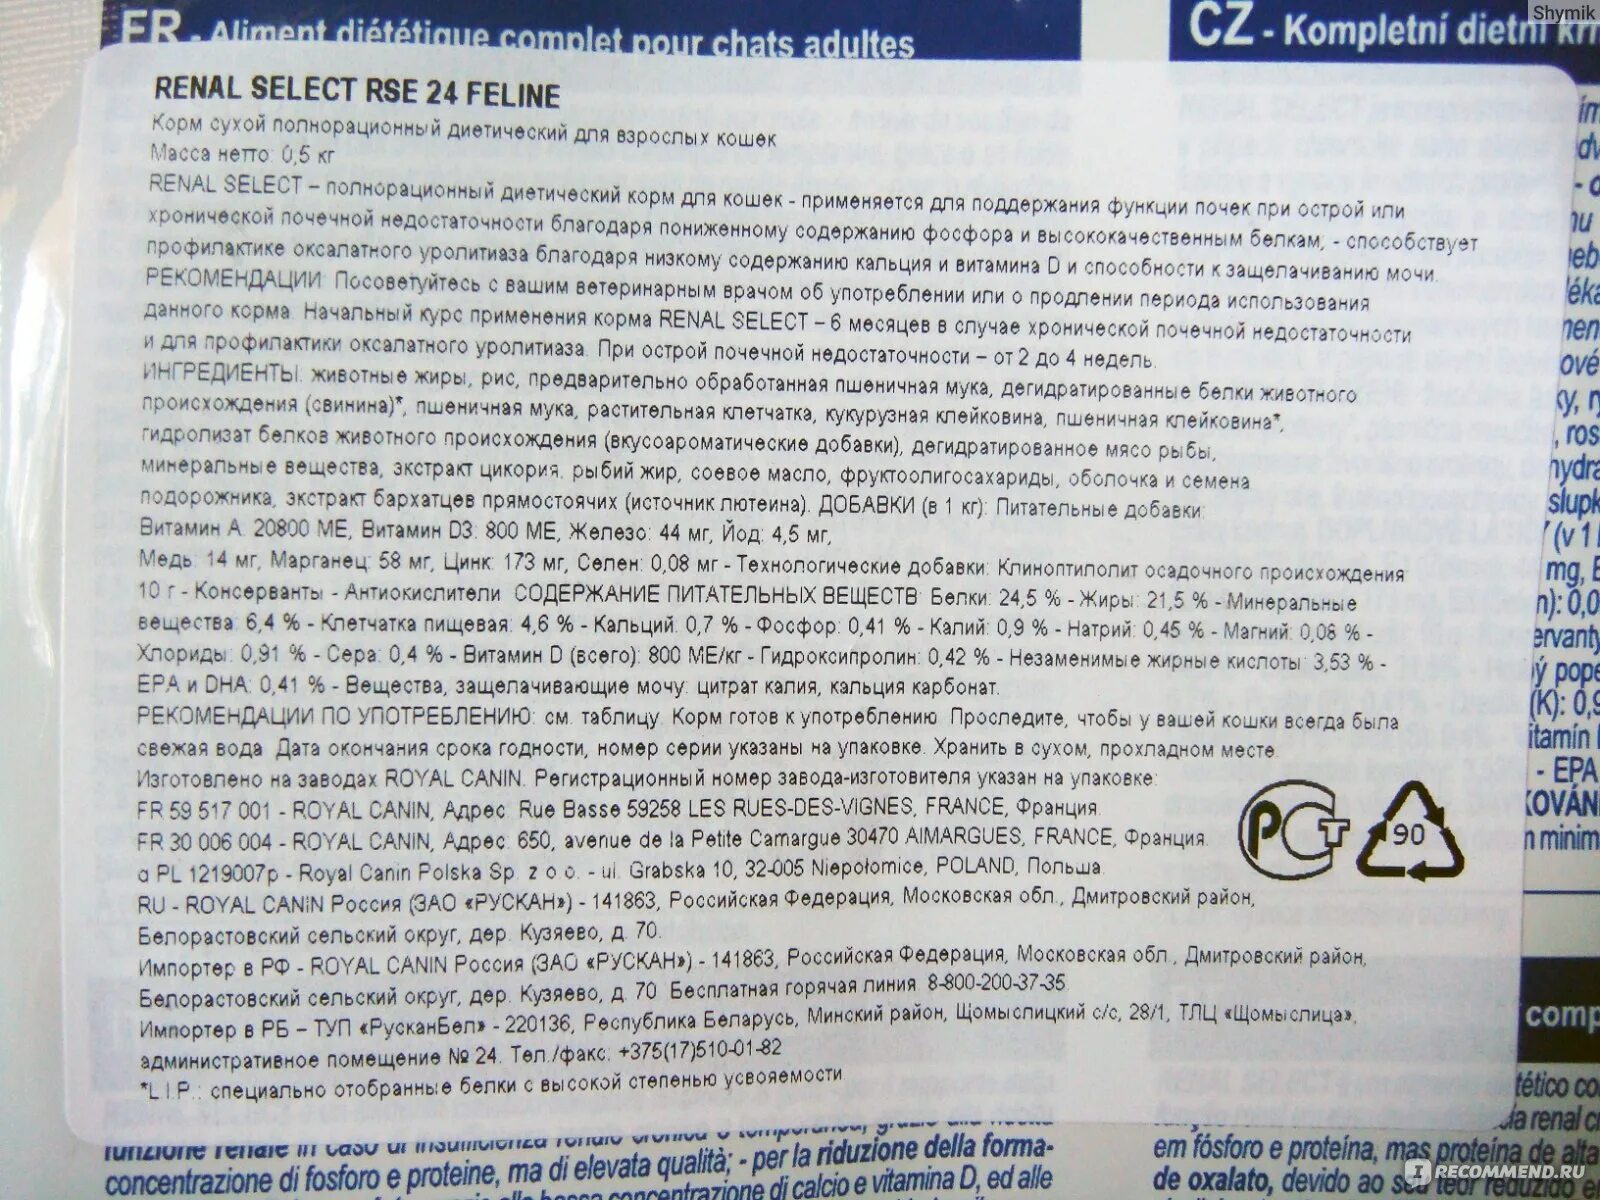 Shymik
FR - Aliment diététique complet pour chats adultes
CZ - Kompletní dietní
RENAL SELECT RSE 24 FELINE
Корм сухой полнорационный диетический для взрослых кошек
Масса нетто: 0,5 кг
RENAL SELECT – полнорационный диетический корм для кошек - применяется для поддержания функции почек при острой или
хронической почечной недостаточности благодаря пониженному содержанию фосфора и высококачественным белкам, - способствует
профилактике оксалатного уролитиаза благодаря низкому содержанию кальция и витамина D и способности к защелачиванию мочи.
РЕКОМЕНДАЦИИ: Посоветуйтесь с вашим ветеринарным врачом об употреблении или о продлении периода использования
данного корма. Начальный курс применения корма RENAL SELECT – 6 месяцев в случае хронической почечной недостаточности
и для профилактики оксалатного уролитиаза. При острой почечной недостаточности – от 2 до 4 недель.
ИНГРЕДИЕНТЫ: животные жиры, рис, предварительно обработанная пшеничная мука, дегидратированные белки животного
происхождения (свинина)*, пшеничная мука, растительная клетчатка, кукурузная клейковина, пшеничная клейковина*,
гидролизат белков животного происхождения (вкусоароматические добавки), дегидратированное мясо рыбы,
минеральные вещества, экстракт цикория, рыбий жир, соевое масло, фруктоолигосахариды, оболочка и семена
подорожника, экстракт бархатцев прямостоячих (источник лютеина). ДОБАВКИ (в 1 кг): Питательные добавки:
Витамин А: 20800 МЕ, Витамин D3: 800 МЕ, Железо: 44 мг, Йод: 4,5 мг,
Медь: 14 мг, Марганец: 58 мг, Цинк: 173 мг, Селен: 0,08 мг - Технологические добавки: Клиноптилолит осадочного происхождения:
10 г - Консерванты - Антиокислители СОДЕРЖАНИЕ ПИТАТЕЛЬНЫХ ВЕЩЕСТВ: Белки: 24,5 % - Жиры: 21,5 % - Минеральные
вещества: 6,4 % - Клетчатка пищевая: 4,6 % - Кальций: 0,7 % - Фосфор: 0,41 % - Калий: 0,9 % - Натрий: 0,45 % - Магний: 0,08 % -
Хлориды: 0,91 % - Сера: 0,4 % - Витамин D (всего): 800 МЕ/кг - Гидроксипролин: 0,42 % - Незаменимые жирные кислоты: 3,53 % -
EPA и DHA: 0,41 % - Вещества, защелачивающие мочу: цитрат калия, кальция карбонат.
РЕКОМЕНДАЦИИ ПО УПОТРЕБЛЕНИЮ: см. таблицу. Корм готов к употреблению. Проследите, чтобы у вашей кошки всегда была
свежая вода. Дата окончания срока годности, номер серии указаны на упаковке. Хранить в сухом, прохладном месте.
Изготовлено на заводах ROYAL CANIN. Регистрационный номер завода-изготовителя указан на упаковке:
FR 59 517 001 - ROYAL CANIN, Адрес: Rue Basse 59258 LES RUES-DES-VIGNES, FRANCE, Франция.
FR 30 006 004 - ROYAL CANIN, Адрес: 650, avenue de la Petite Camargue 30470 AIMARGUES, FRANCE, Франция.
α PL 1219007p - Royal Canin Polska Sp. z o.o. - ul. Grabska 10, 32-005 Niepołomice, POLAND, Польша.
RU - ROYAL CANIN Россия (ЗАО «РУСКАН») - 141863, Российская Федерация, Московская обл., Дмитровский район,
Белорастовский сельский округ, дер. Кузяево, д. 70.
Импортер в РФ - ROYAL CANIN Россия (ЗАО «РУСКАН») - 141863, Российская Федерация, Московская обл., Дмитровский район,
Белорастовский сельский округ, дер. Кузяево, д. 70. Бесплатная горячая линия: 8-800-200-37-35.
Импортер в РБ – ТУП «РусканБел» - 220136, Республика Беларусь, Минский район, Щомыслицкий с/с, 28/1, ТЛЦ «Щомыслица»,
административное помещение № 24. Тел./факс: +375(17)510-01-82
*L.I.P.: специально отобранные белки с высокой степенью усвояемости
РСТ
90
- EPA
minim
comp
funzione renale in caso di insufficienza renale cronica o temporanea, grazie
concentrazione di fosforo e proteine, ma di elevata qualità; - per la riduzione della forma-
concentrazione di calcio e vitamina D, ed alle
renal
em fósforo e proteína, mas proteína de alta
de oxalato, devido ao seu teor reduzido
IRECOMMEND.RU